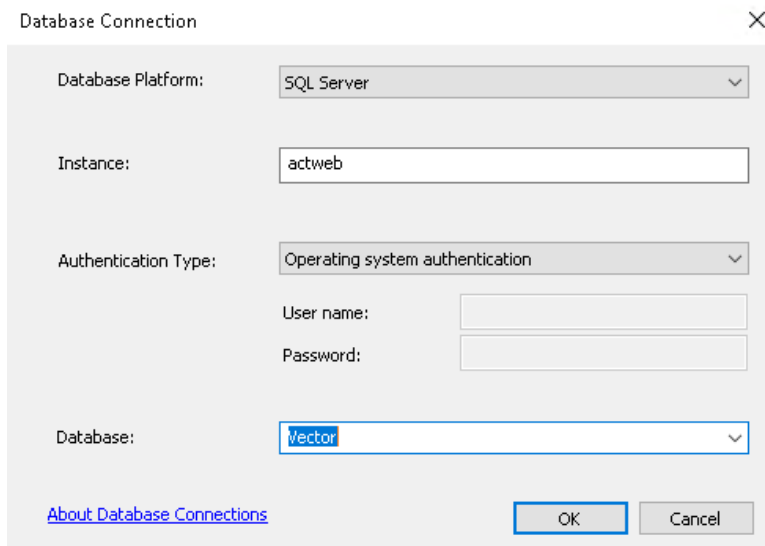 Database Connection
Database Platform:
SQL Server
Instance:
actweb
Authentication Type:
Operating system authentication
User name:
Password:
Database:
Vector
About Database Connections
OK
Cancel